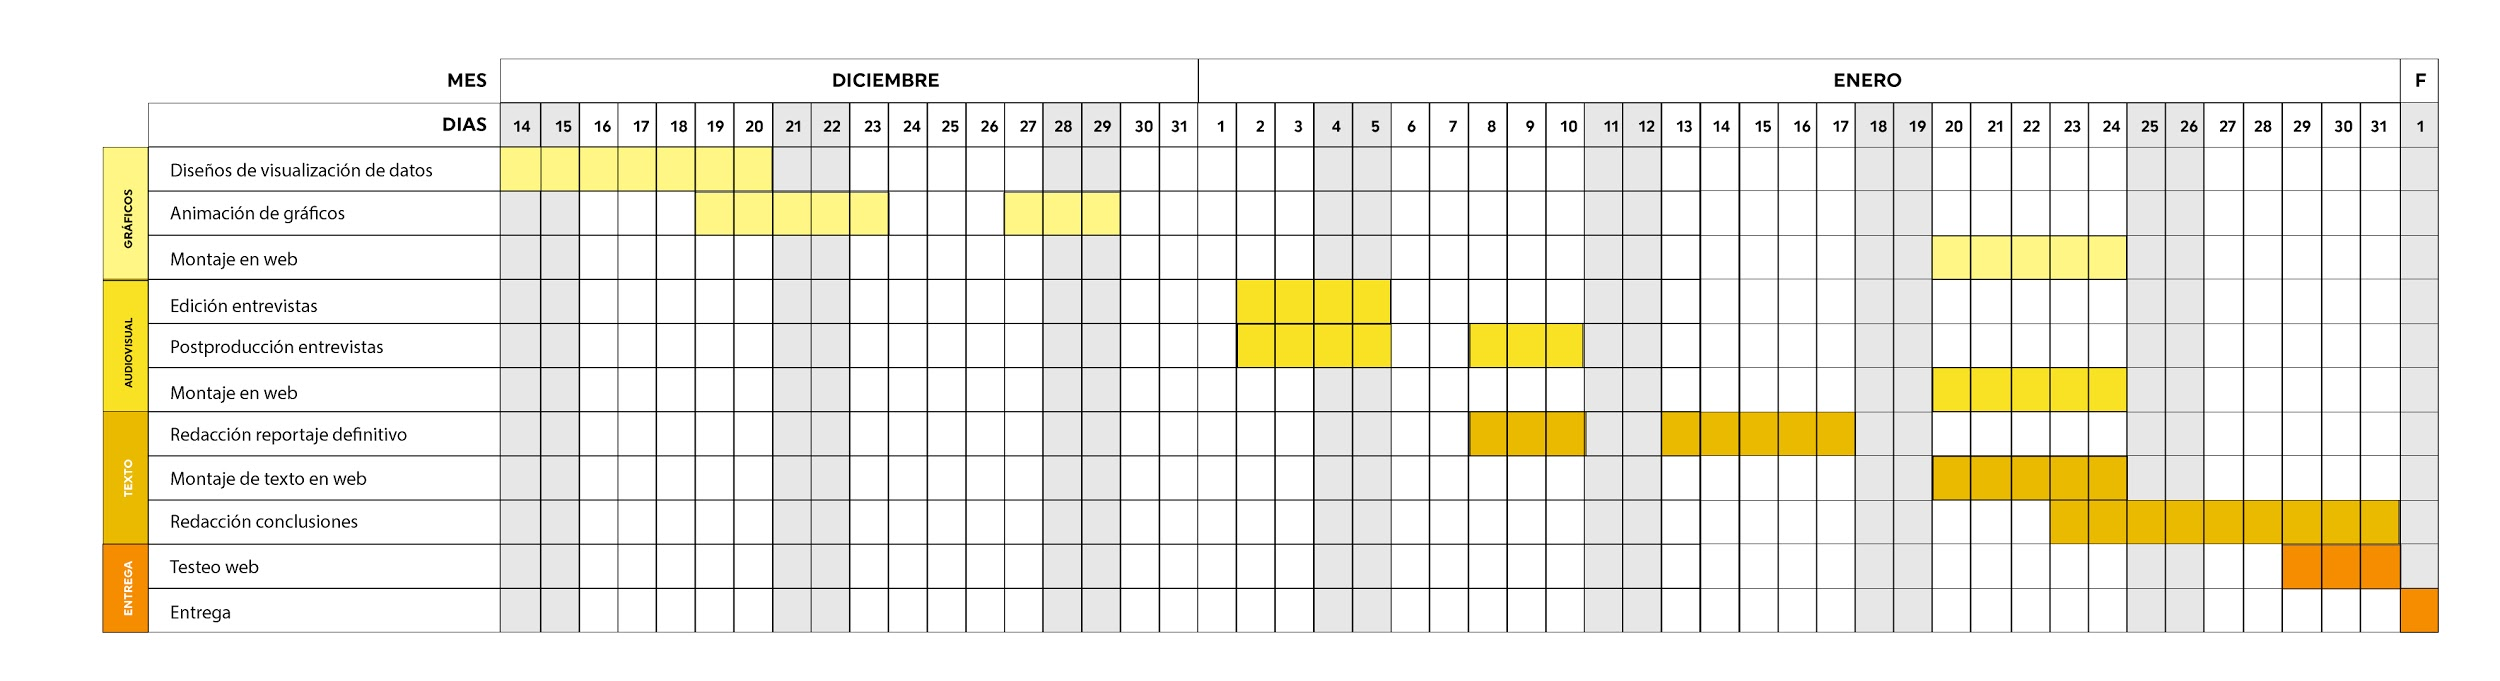 MES DICIEMBRE ENERO F
DIAS 14 15 16 17 18 19 20 21 22 23 24 25 26 27 28 29 30 31 1 2 3 4 5 6 7 8 9 10 11 12 13 14 15 16 17 18 19 20 21 22 23 24 25 26 27 28 29 30 31 1
GRÁFICOS
Diseños de visualización de datos
Animación de gráficos
Montaje en web
AUDIOVISUAL
Edición entrevistas
Postproducción entrevistas
Montaje en web
TEXTO
Redacción reportaje definitivo
Montaje de texto en web
Redacción conclusiones
ENTREGA
Testeo web
Entrega